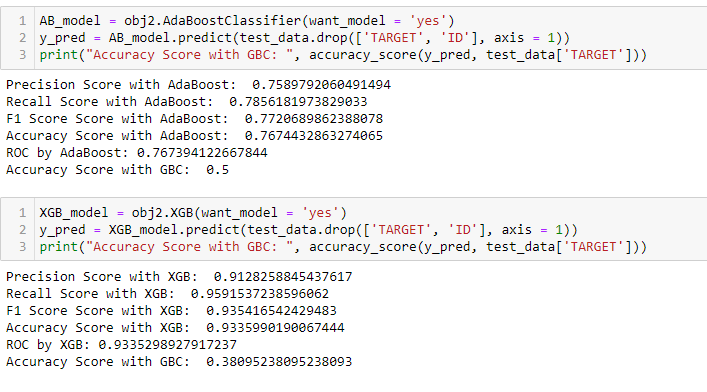 1 AB_model = obj2.AdaBoostClassifier(want_model = 'yes')
2 y_pred = AB_model.predict(test_data.drop(['TARGET', 'ID'], axis = 1))
3 print("Accuracy Score with GBC: ", accuracy_score(y_pred, test_data['TARGET']))
Precision Score with AdaBoost:  0.7589792060491494
Recall Score with AdaBoost:  0.7856181973829033
F1 Score Score with AdaBoost:  0.7720689862388078
Accuracy Score with AdaBoost:  0.7674432863274065
ROC by AdaBoost: 0.767394122667844
Accuracy Score with GBC:  0.5
1 XGB_model = obj2.XGB(want_model = 'yes')
2 y_pred = XGB_model.predict(test_data.drop(['TARGET', 'ID'], axis = 1))
3 print("Accuracy Score with GBC: ", accuracy_score(y_pred, test_data['TARGET']))
Precision Score with XGB:  0.9128258845437617
Recall Score with XGB:  0.9591537238596062
F1 Score Score with XGB:  0.935416542429483
Accuracy Score with XGB:  0.9335990190067444
ROC by XGB: 0.9335298927917237
Accuracy Score with GBC:  0.38095238095238093